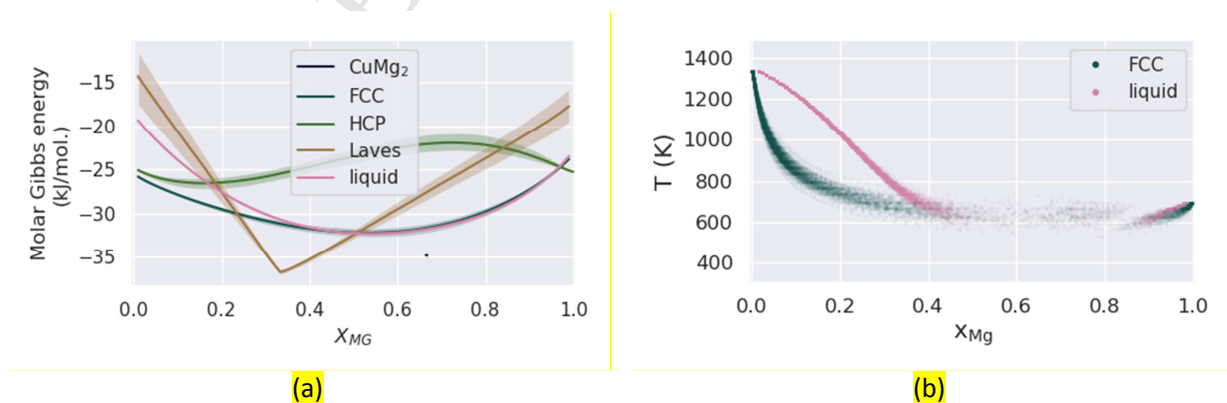 Molar Gibbs energy
(kJ/mol.)
−15
−20
−25
−30
−35
CuMg₂
FCC
HCP
Laves
liquid
0.0 0.2 0.4 0.6 0.8 1.0
X_MG
(a)
T (K)
1400
1200
1000
800
600
400
FCC
liquid
0.0 0.2 0.4 0.6 0.8 1.0
x_Mg
(b)